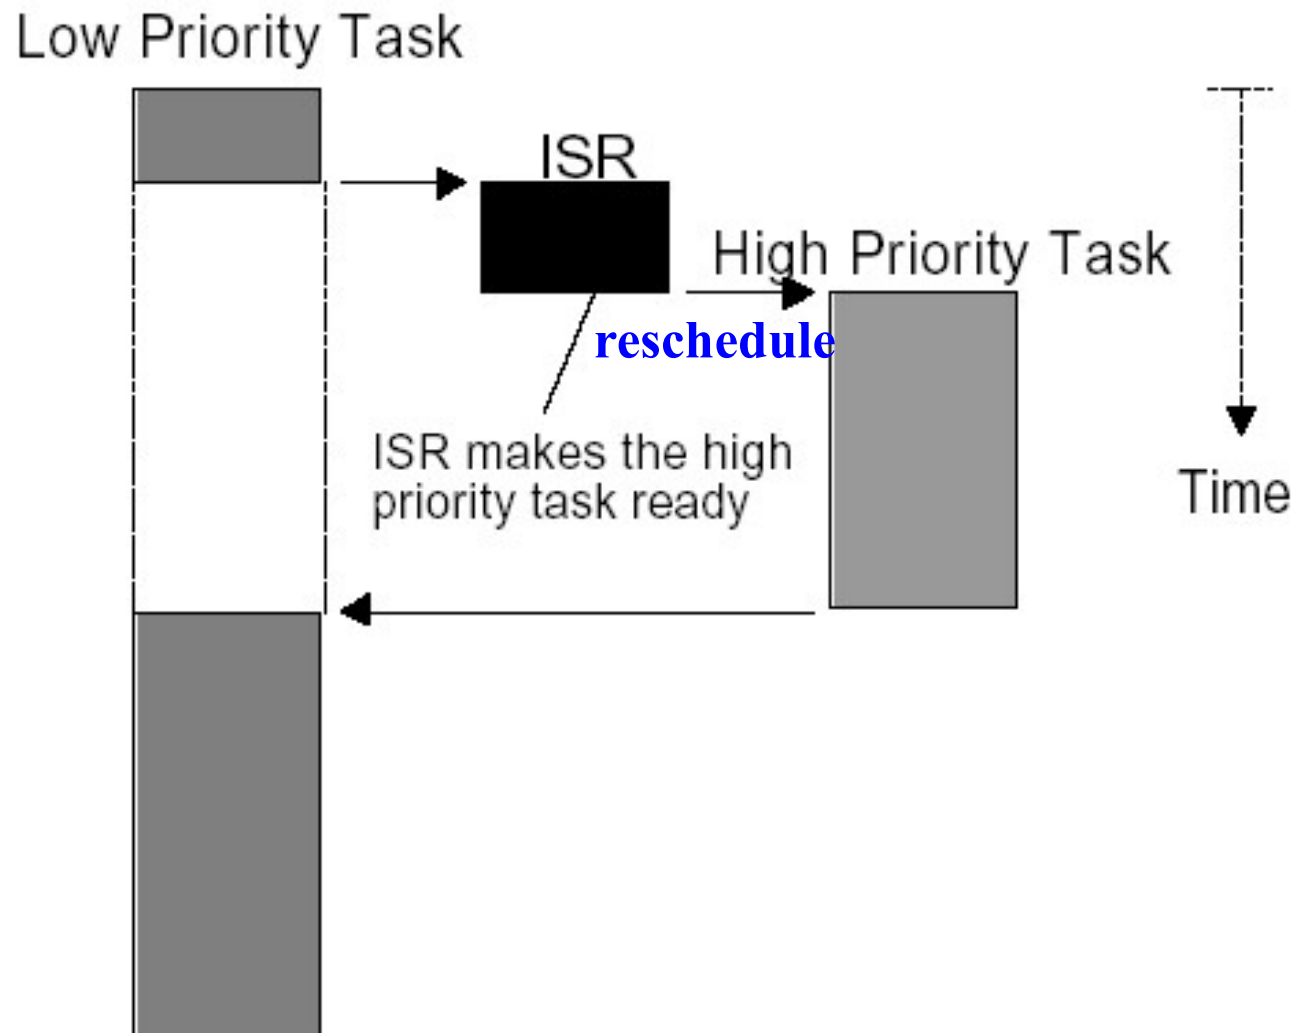 Low Priority Task
ISR
High Priority Task
reschedule
ISR makes the high
priority task ready
Time